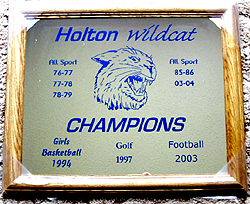 Holton Wildcat
All Sport
76-77
77-78
78-79
All Sport
85-86
03-04
CHAMPIONS
Girls
Basketball
1994
Golf
1997
Football
2003